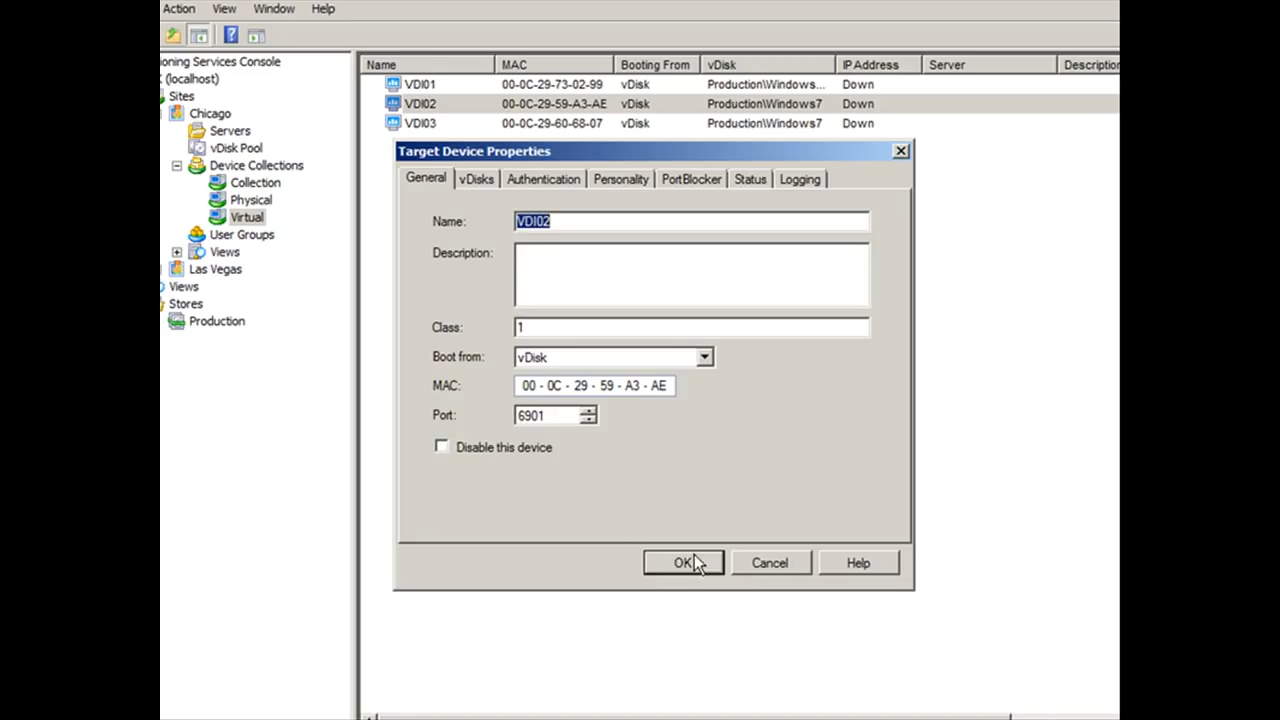 Action View Window Help
oning Services Console
(localhost)
Sites
Chicago
Servers
vDisk Pool
Device Collections
Collection
Physical
Virtual
User Groups
Views
Las Vegas
Views
Stores
Production
Name MAC Booting From vDisk IP Address Server Descriptio
VDI01 00-0C-29-73-02-99 vDisk Production\Windows... Down
VDI02 00-0C-29-59-A3-AE vDisk Production\Windows7 Down
VDI03 00-0C-29-60-68-07 vDisk Production\Windows7 Down
Target Device Properties
General vDisks Authentication Personality PortBlocker Status Logging
Name: VDI02
Description:
Class: 1
Boot from: vDisk
MAC: 00 - 0C - 29 - 59 - A3 - AE
Port: 6901
Disable this device
OK Cancel Help